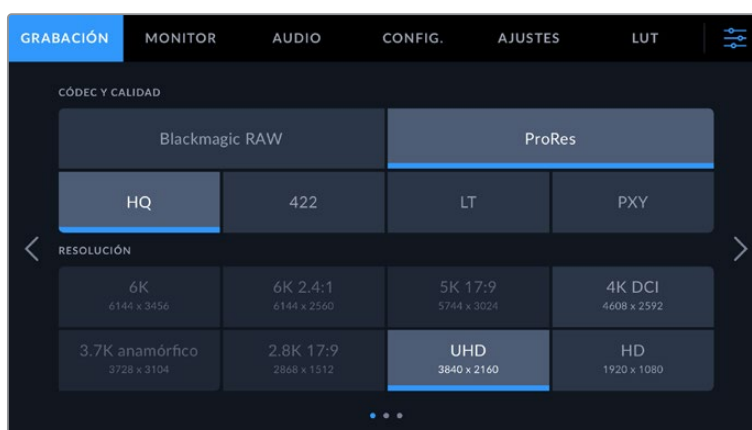 GRABACIÓN MONITOR AUDIO CONFIG. AJUSTES LUT
CÓDEC Y CALIDAD
Blackmagic RAW ProRes
HQ 422 LT PXY
RESOLUCIÓN
6K 6K 2.4:1 5K 17:9 4K DCI
6144 x 3456 6144 x 2560 5744 x 3024 4608 x 2592
3.7K anamórfico 2.8K 17:9 UHD HD
3728 x 3104 2868 x 1512 3840 x 2160 1920 x 1080